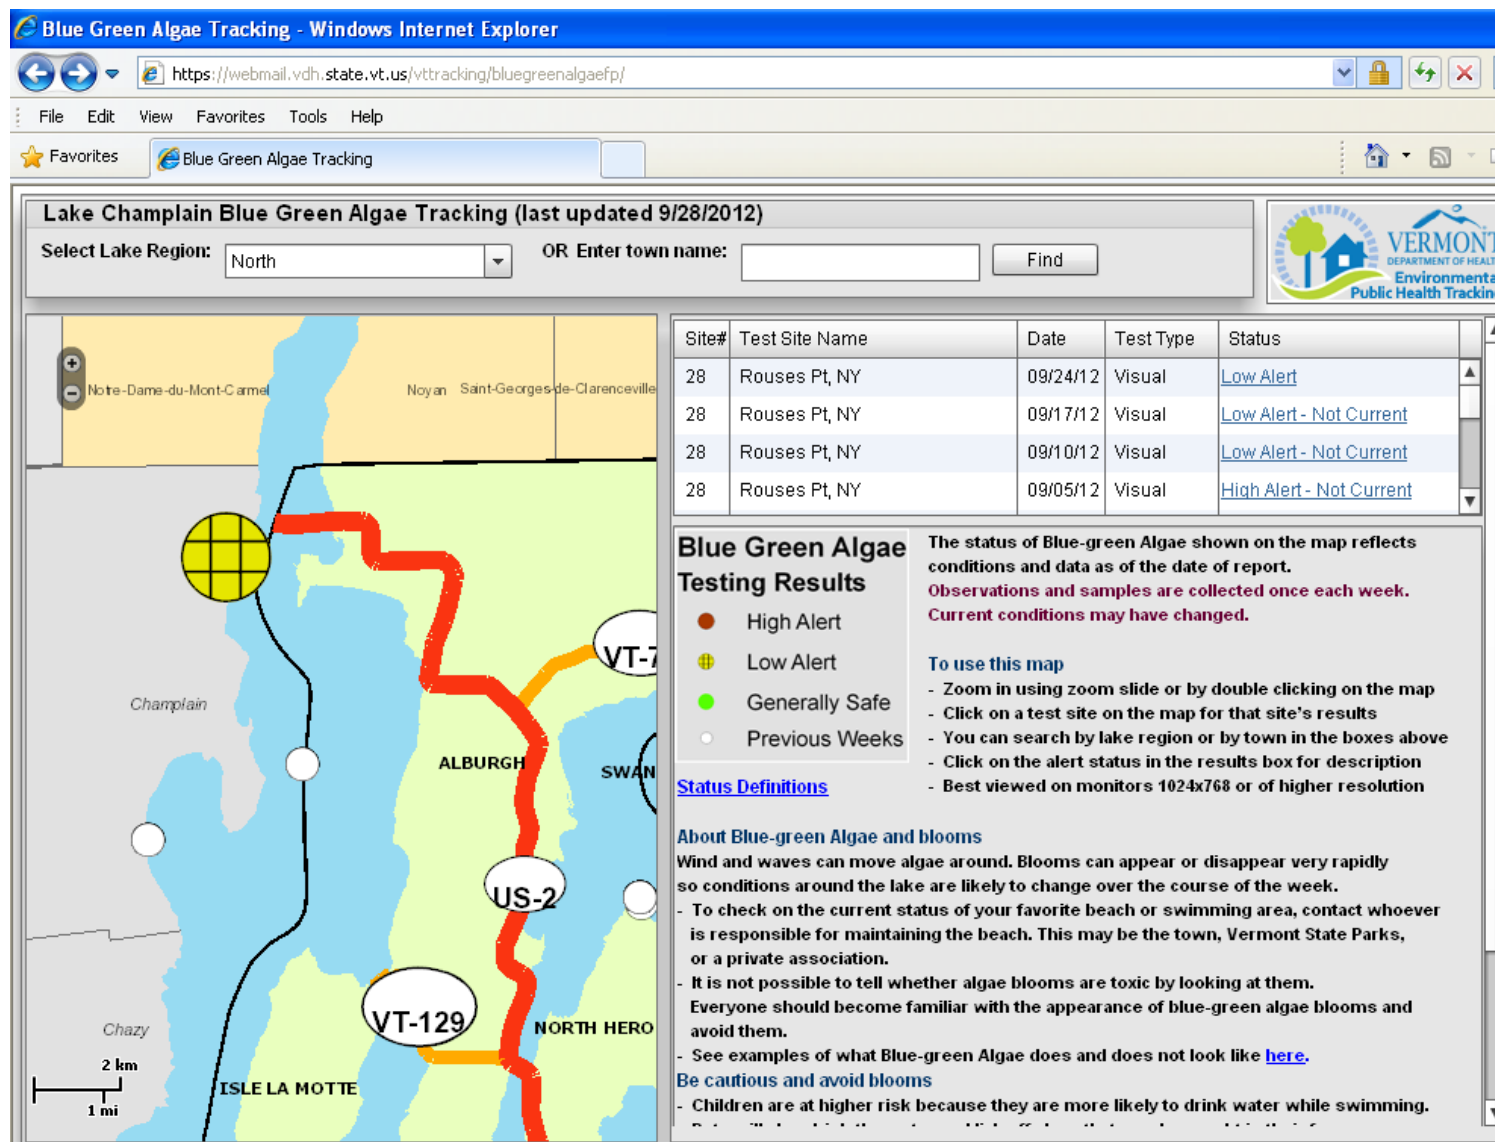 Blue Green Algae Tracking - Windows Internet Explorer
https://webmail.vdh.state.vt.us/vttracking/bluegreenalgaefp/
File Edit View Favorites Tools Help
Favorites Blue Green Algae Tracking
Lake Champlain Blue Green Algae Tracking (last updated 9/28/2012)
Select Lake Region: North OR Enter town name: Find
VERMONT
DEPARTMENT OF HEALT
Environmenta
Public Health Trackin
Notre-Dame-du-Mont-Carmel Noyan Saint-Georges-de-Clarenceville
Champlain
VT-7
ALBURGH
SWAN
US-2
VT-129
NORTH HERO
Chazy
2 km
1 mi
ISLE LA MOTTE
Site# Test Site Name Date Test Type Status
28 Rouses Pt, NY 09/24/12 Visual Low Alert
28 Rouses Pt, NY 09/17/12 Visual Low Alert - Not Current
28 Rouses Pt, NY 09/10/12 Visual Low Alert - Not Current
28 Rouses Pt, NY 09/05/12 Visual High Alert - Not Current
Blue Green Algae
Testing Results
High Alert
Low Alert
Generally Safe
Previous Weeks
Status Definitions
The status of Blue-green Algae shown on the map reflects
conditions and data as of the date of report.
Observations and samples are collected once each week.
Current conditions may have changed.
To use this map
- Zoom in using zoom slide or by double clicking on the map
- Click on a test site on the map for that site's results
- You can search by lake region or by town in the boxes above
- Click on the alert status in the results box for description
- Best viewed on monitors 1024x768 or of higher resolution
About Blue-green Algae and blooms
Wind and waves can move algae around. Blooms can appear or disappear very rapidly
so conditions around the lake are likely to change over the course of the week.
- To check on the current status of your favorite beach or swimming area, contact whoever
is responsible for maintaining the beach. This may be the town, Vermont State Parks,
or a private association.
- It is not possible to tell whether algae blooms are toxic by looking at them.
Everyone should become familiar with the appearance of blue-green algae blooms and
avoid them.
- See examples of what Blue-green Algae does and does not look like here.
Be cautious and avoid blooms
- Children are at higher risk because they are more likely to drink water while swimming.